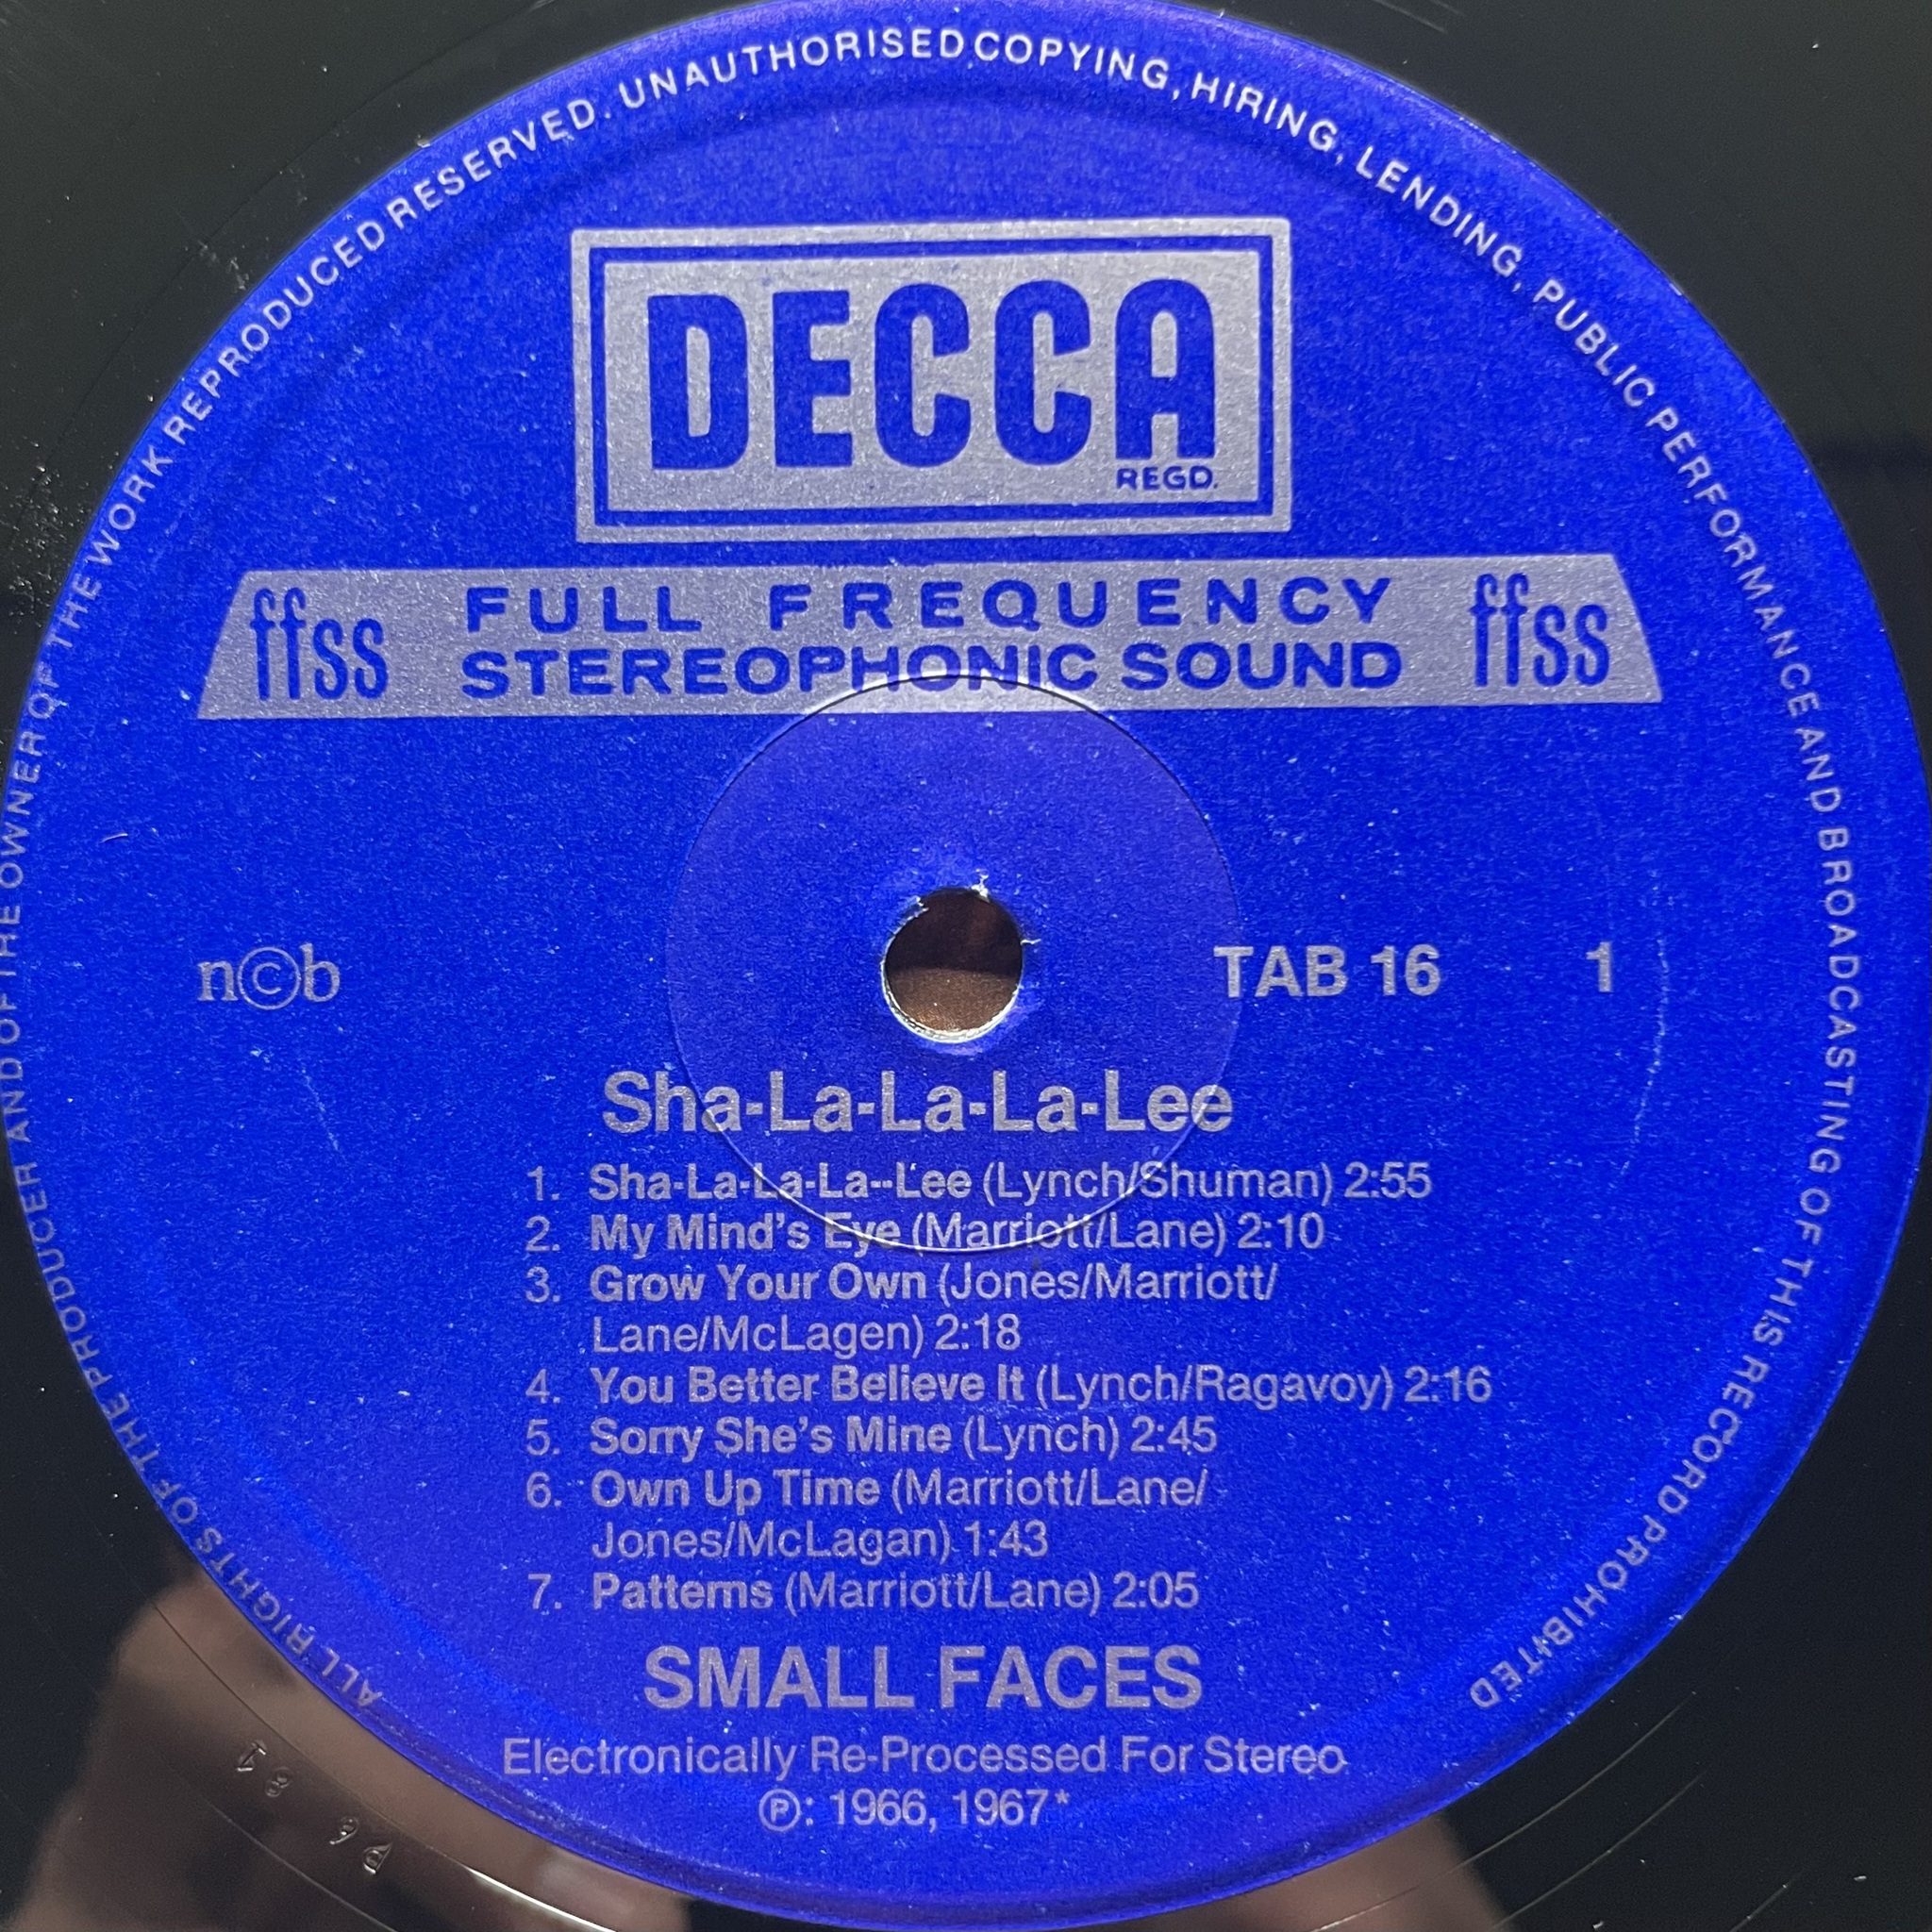 ALL RIGHTS OF THE PRODUCER AND OF THE OWNER OF THE WORK REPRODUCED RESERVED. UNAUTHORISED COPYING, HIRING, LENDING, PUBLIC PERFORMANCE AND BROADCASTING OF THIS RECORD PROHIBITED
DECCA
REGD.
ffss FULL FREQUENCY STEREOPHONIC SOUND ffss
n©b TAB 16 1
Sha-La-La-La-Lee
1. Sha-La-La-La--Lee (Lynch/Shuman) 2:55
2. My Mind's Eye (Marriott/Lane) 2:10
3. Grow Your Own (Jones/Marriott/
Lane/McLagen) 2:18
4. You Better Believe It (Lynch/Ragavoy) 2:16
5. Sorry She's Mine (Lynch) 2:45
6. Own Up Time (Marriott/Lane/
Jones/McLagan) 1:43
7. Patterns (Marriott/Lane) 2:05
SMALL FACES
Electronically Re-Processed For Stereo
℗: 1966, 1967*